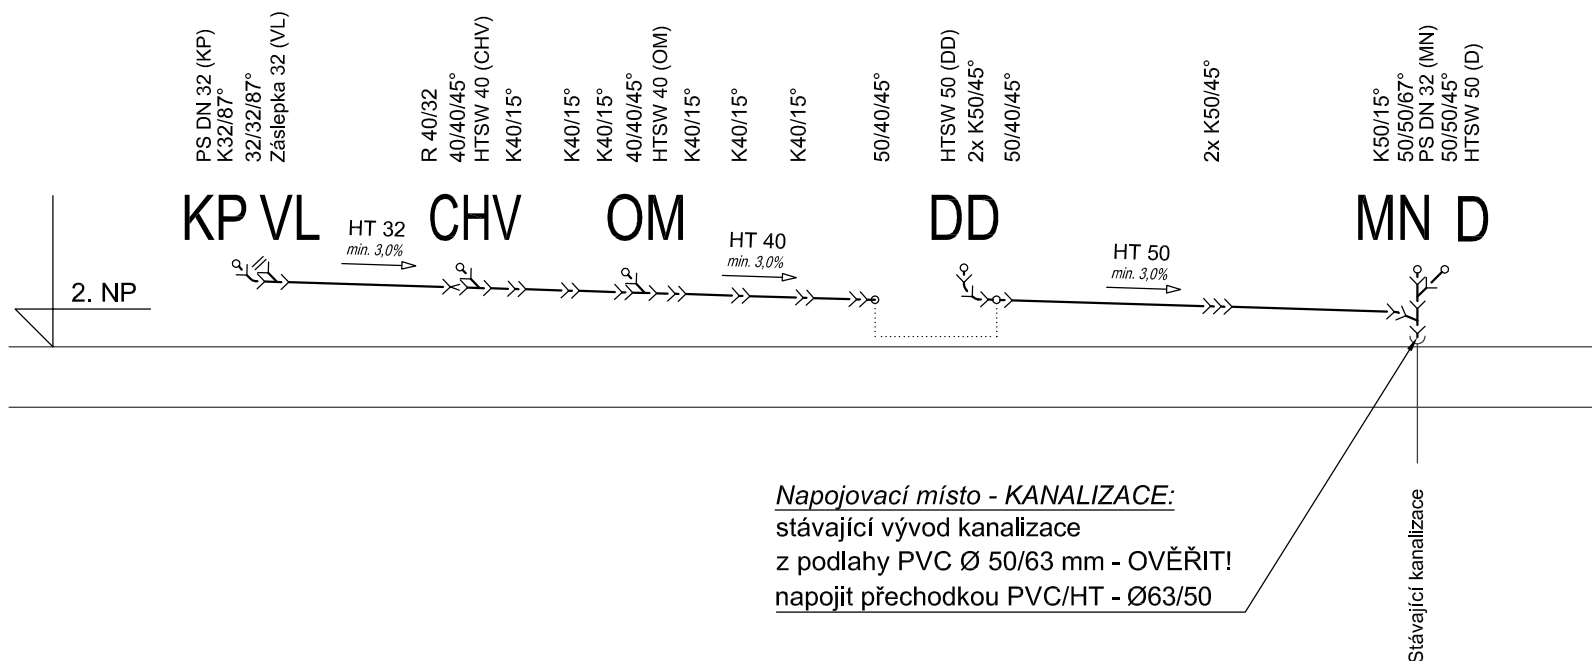 PS DN 32 (KP)
K32/87°
32/32/87°
Záslepka 32 (VL)
R 40/32
40/40/45°
HTSW 40 (CHV)
K40/15°
K40/15°
K40/15°
40/40/45°
HTSW 40 (OM)
K40/15°
K40/15°
K40/15°
50/40/45°
HTSW 50 (DD)
2x K50/45°
50/40/45°
2x K50/45°
K50/15°
50/50/67°
PS DN 32 (MN)
50/50/45°
HTSW 50 (D)
KP VL CHV OM DD MN D
HT 32
min. 3,0%
HT 40
min. 3,0%
HT 50
min. 3,0%
2. NP
Napojovací místo - KANALIZACE:
stávající vývod kanalizace
z podlahy PVC Ø 50/63 mm - OVĚŘIT!
napojit přechodkou PVC/HT - Ø63/50
Stávající kanalizace